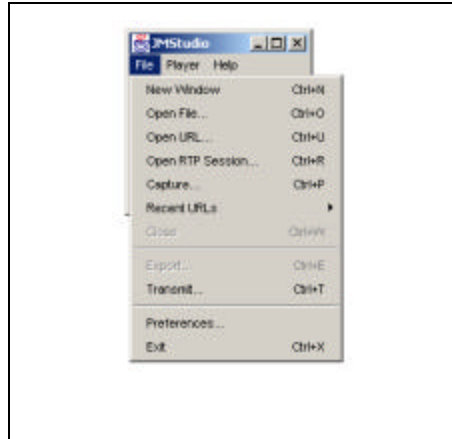 JMStudio
File Player Help
New Window Ctrl+N
Open File... Ctrl+O
Open URL... Ctrl+U
Open RTP Session... Ctrl+R
Capture... Ctrl+P
Recent URLs
Close Ctrl+W
Export... Ctrl+E
Transmit... Ctrl+T
Preferences...
Exit Ctrl+X